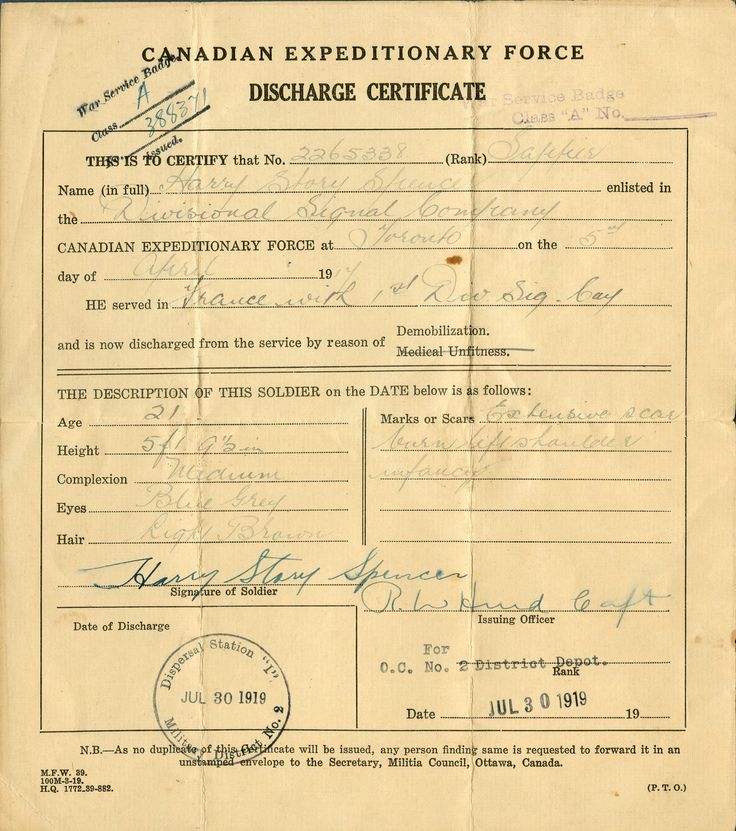 CANADIAN EXPEDITIONARY FORCE
DISCHARGE CERTIFICATE
War Service Badge
Class A
388371
issued.
War Service Badge
Class "A" No.
THIS IS TO CERTIFY that No. 2265338 (Rank) Sapper
Name (in full) Harry Story Spencer enlisted in
the Divisional Signal Company
CANADIAN EXPEDITIONARY FORCE at Toronto on the 5th
day of April 1917
HE served in France with 1st Div Sig. Coy
and is now discharged from the service by reason of Demobilization.
Medical Unfitness.
THE DESCRIPTION OF THIS SOLDIER on the DATE below is as follows:
Age 21
Height 5ft 9½in
Complexion Medium
Eyes Blue Grey
Hair Light Brown
Marks or Scars Extensive scar
burn left shoulder
infancy
Harry Story Spencer
Signature of Soldier
R. W Hurd Capt
Issuing Officer
Date of Discharge
Dispersal Station "I"
JUL 30 1919
Military District No. 2
For
O.C. No. 2 District Depot.
Rank
Date JUL 30 1919 19
N.B.—As no duplicate of this Certificate will be issued, any person finding same is requested to forward it in an
unstamped envelope to the Secretary, Militia Council, Ottawa, Canada.
M.F.W. 39.
100M-3-19.
H.Q. 1772-39-882.
(P. T. O.)